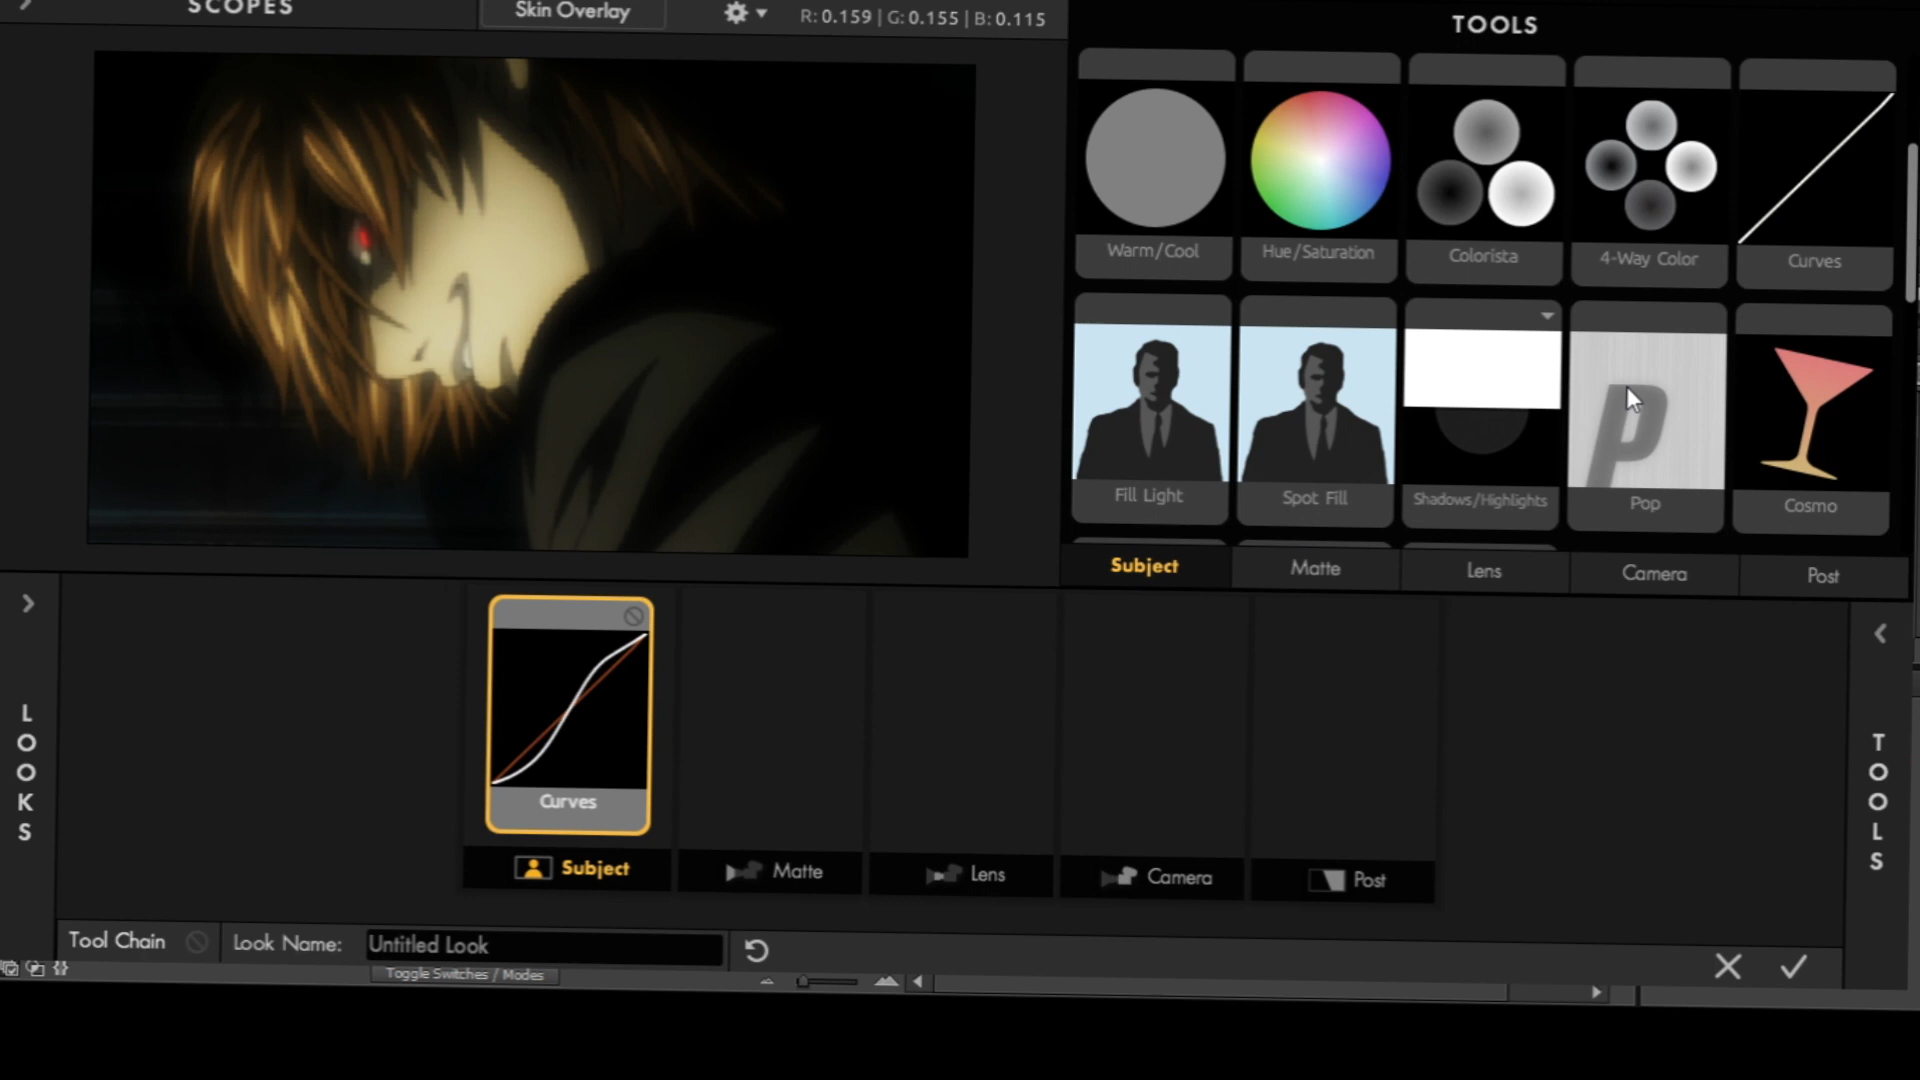 SCOPES
Skin Overlay
R: 0.159 | G: 0.155 | B: 0.115
TOOLS
Warm/Cool
Hue/Saturation
Colorista
4-Way Color
Curves
Fill Light
Spot Fill
Shadows/Highlights
P
Pop
Cosmo
Subject
Matte
Lens
Camera
Post
LOOKS
Curves
TOOLS
Subject
Matte
Lens
Camera
Post
Tool Chain
Look Name:
Untitled Look
Toggle Switches / Modes